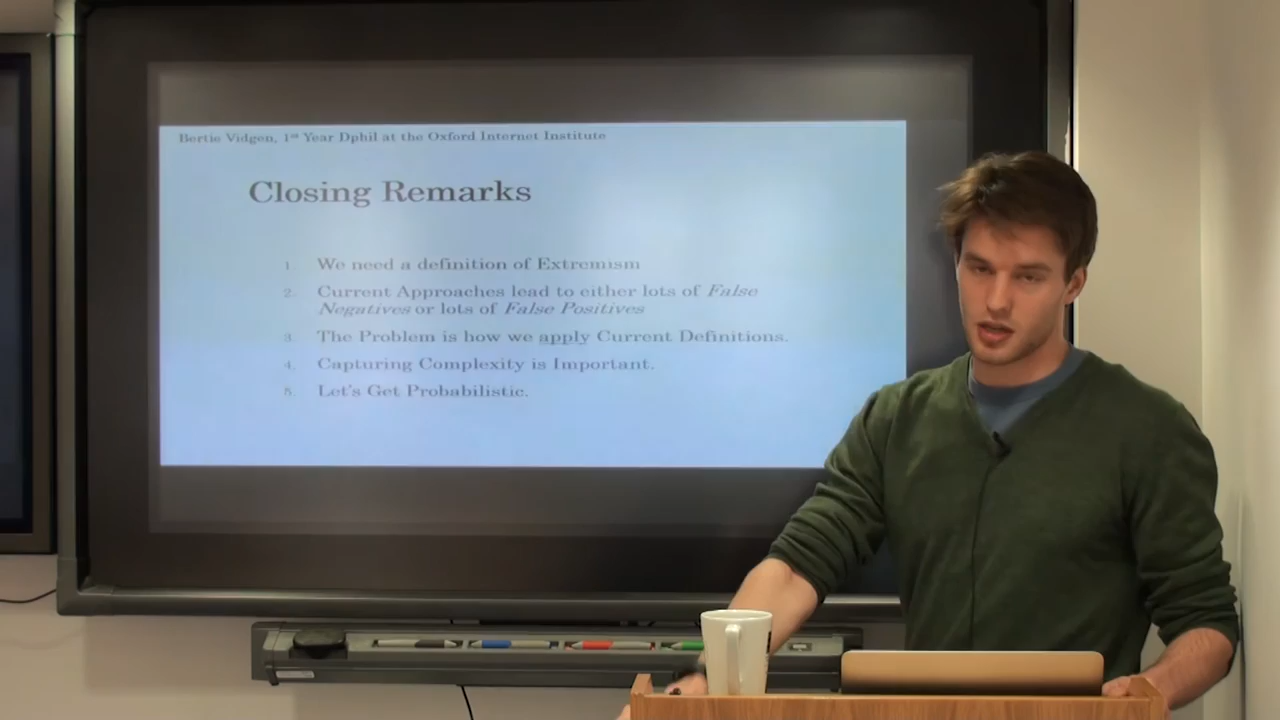 Bertie Vidgen, 1st Year Dphil at the Oxford Internet Institute
Closing Remarks
1. We need a definition of Extremism
2. Current Approaches lead to either lots of False
Negatives or lots of False Positives
3. The Problem is how we apply Current Definitions.
4. Capturing Complexity is Important.
5. Let's Get Probabilistic.